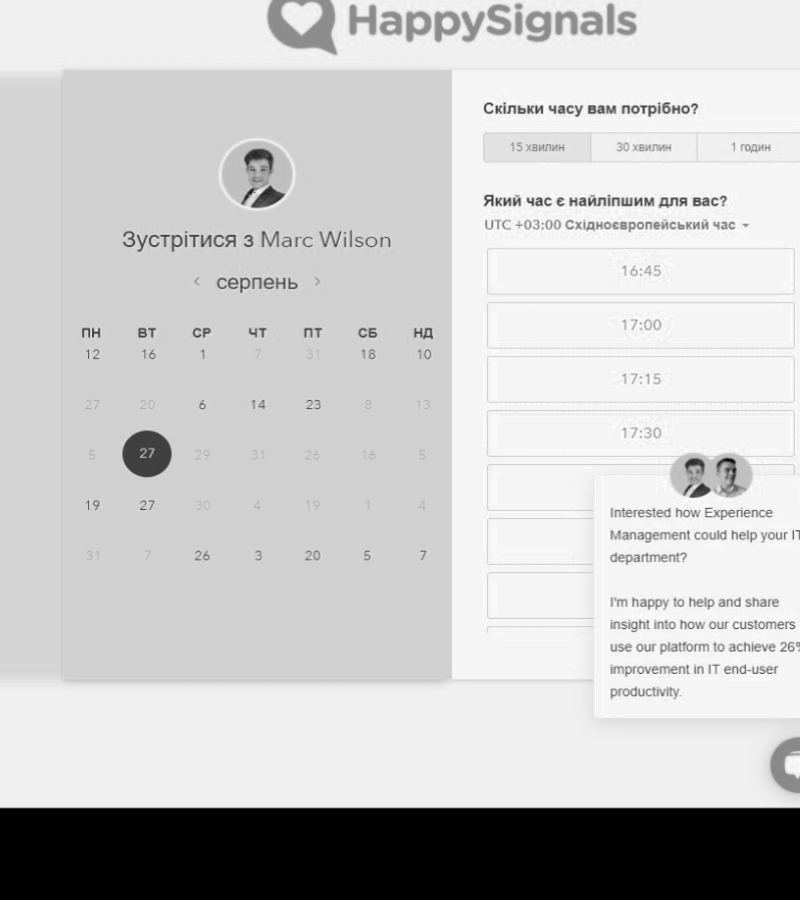 HappySignals
Зустрітися з Marc Wilson
серпень
ПН ВТ СР ЧТ ПТ СБ НД
12 16 1 7 31 18 10
27 20 6 14 23 8 13
5 27 29 31 26 16 5
19 27 30 4 19 1 4
31 7 26 3 20 5 7
Скільки часу вам потрібно?
15 хвилин 30 хвилин 1 годин
Який час є найліпшим для вас?
UTC +03:00 Східноєвропейський час
16:45
17:00
17:15
17:30
Interested how Experience
Management could help your IT
department?
I'm happy to help and share
insight into how our customers
use our platform to achieve 26%
improvement in IT end-user
productivity.